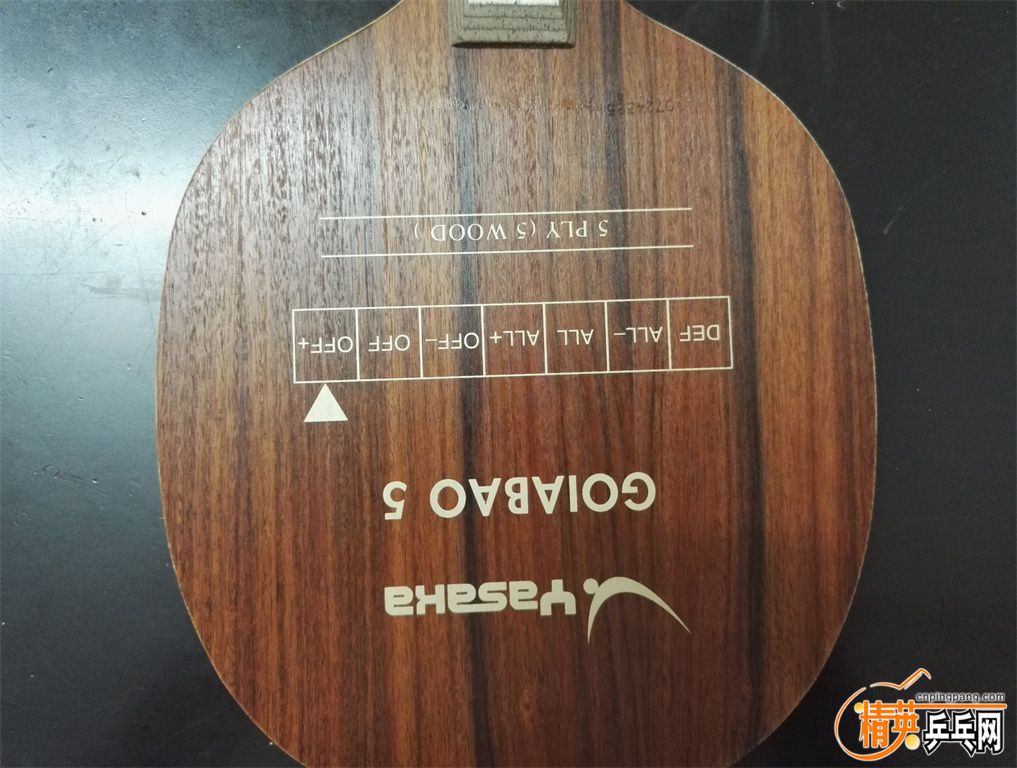 Yasaka
GOIABAO 5
DEF ALL- ALL ALL+ OFF- OFF OFF+
5 PLY ( 5 WOOD )
cnpingpang.com
精英乒乓网